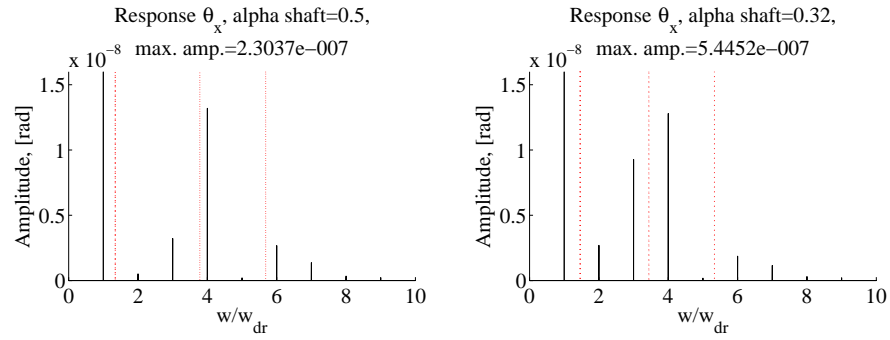 Response θx, alpha shaft=0.5,
x 10−8 max. amp.=2.3037e−007
Amplitude, [rad]
1.5
1
0.5
0
0 2 4 6 8 10
w/wdr
Response θx, alpha shaft=0.32,
x 10−8 max. amp.=5.4452e−007
Amplitude, [rad]
1.5
1
0.5
0
0 2 4 6 8 10
w/wdr